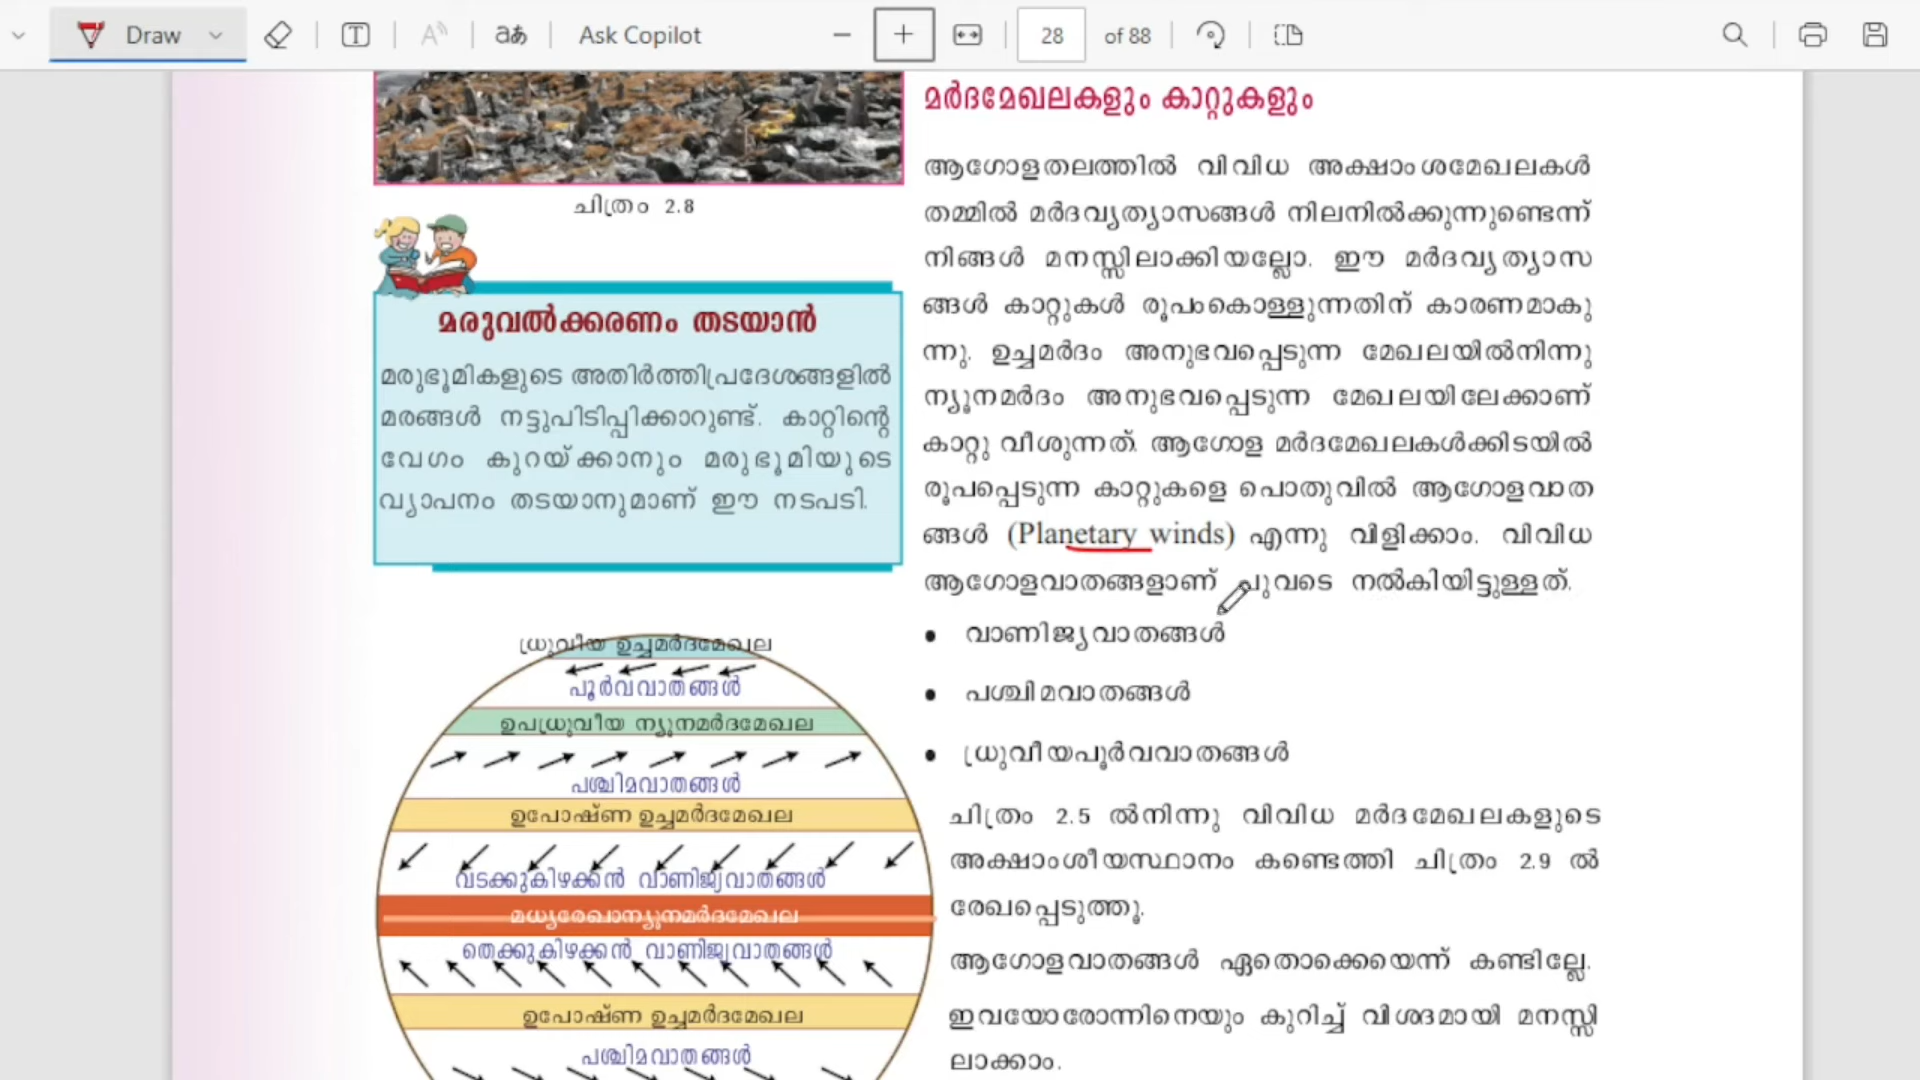 Draw
Ask Copilot
28 of 88
ചിത്രം 2.8
മരുവൽക്കരണം തടയാൻ
മരുഭൂമികളുടെ അതിർത്തിപ്രദേശങ്ങളിൽ
മരങ്ങൾ നട്ടുപിടിപ്പിക്കാറുണ്ട്. കാറ്റിന്റെ
വേഗം കുറയ്ക്കാനും മരുഭൂമിയുടെ
വ്യാപനം തടയാനുമാണ് ഈ നടപടി.
ധ്രുവീയ ഉച്ചമർദമേഖല
പൂർവവാതങ്ങൾ
ഉപധ്രുവീയ ന്യൂനമർദമേഖല
പശ്ചിമവാതങ്ങൾ
ഉപോഷ്ണ ഉച്ചമർദമേഖല
വടക്കുകിഴക്കൻ വാണിജ്യവാതങ്ങൾ
മധ്യരേഖാന്യൂനമർദമേഖല
തെക്കുകിഴക്കൻ വാണിജ്യവാതങ്ങൾ
ഉപോഷ്ണ ഉച്ചമർദമേഖല
പശ്ചിമവാതങ്ങൾ
മർദമേഖലകളും കാറ്റുകളും
ആഗോളതലത്തിൽ വിവിധ അക്ഷാംശമേഖലകൾ
തമ്മിൽ മർദവ്യത്യാസങ്ങൾ നിലനിൽക്കുന്നുണ്ടെന്ന്
നിങ്ങൾ മനസ്സിലാക്കിയല്ലോ. ഈ മർദവ്യത്യാസ
ങ്ങൾ കാറ്റുകൾ രൂപംകൊള്ളുന്നതിന് കാരണമാകു
ന്നു. ഉച്ചമർദം അനുഭവപ്പെടുന്ന മേഖലയിൽനിന്നു
ന്യൂനമർദം അനുഭവപ്പെടുന്ന മേഖലയിലേക്കാണ്
കാറ്റു വീശുന്നത്. ആഗോള മർദമേഖലകൾക്കിടയിൽ
രൂപപ്പെടുന്ന കാറ്റുകളെ പൊതുവിൽ ആഗോളവാത
ങ്ങൾ (Planetary winds) എന്നു വിളിക്കാം. വിവിധ
ആഗോളവാതങ്ങളാണ് ചുവടെ നൽകിയിട്ടുള്ളത്.
• വാണിജ്യവാതങ്ങൾ
• പശ്ചിമവാതങ്ങൾ
• ധ്രുവീയപൂർവവാതങ്ങൾ
ചിത്രം 2.5 ൽനിന്നു വിവിധ മർദമേഖലകളുടെ
അക്ഷാംശീയസ്ഥാനം കണ്ടെത്തി ചിത്രം 2.9 ൽ
രേഖപ്പെടുത്തൂ.
ആഗോളവാതങ്ങൾ ഏതൊക്കെയെന്ന് കണ്ടില്ലേ.
ഇവയോരോന്നിനെയും കുറിച്ച് വിശദമായി മനസ്സി
ലാക്കാം.